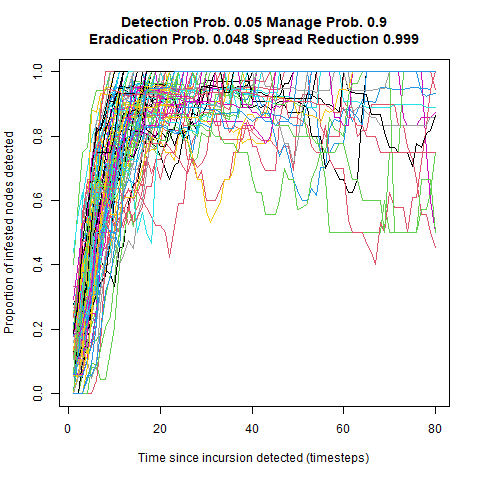 Detection Prob. 0.05 Manage Prob. 0.9
Eradication Prob. 0.048 Spread Reduction 0.999
Proportion of infested nodes detected
1.0
0.8
0.6
0.4
0.2
0.0
0
20
40
60
80
Time since incursion detected (timesteps)